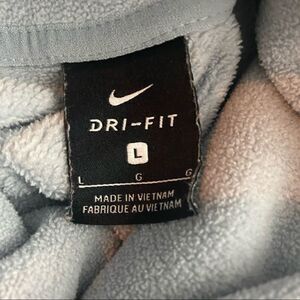 DRI-FIT
L
L G G
MADE IN VIETNAM
FABRIQUE AU VIETNAM